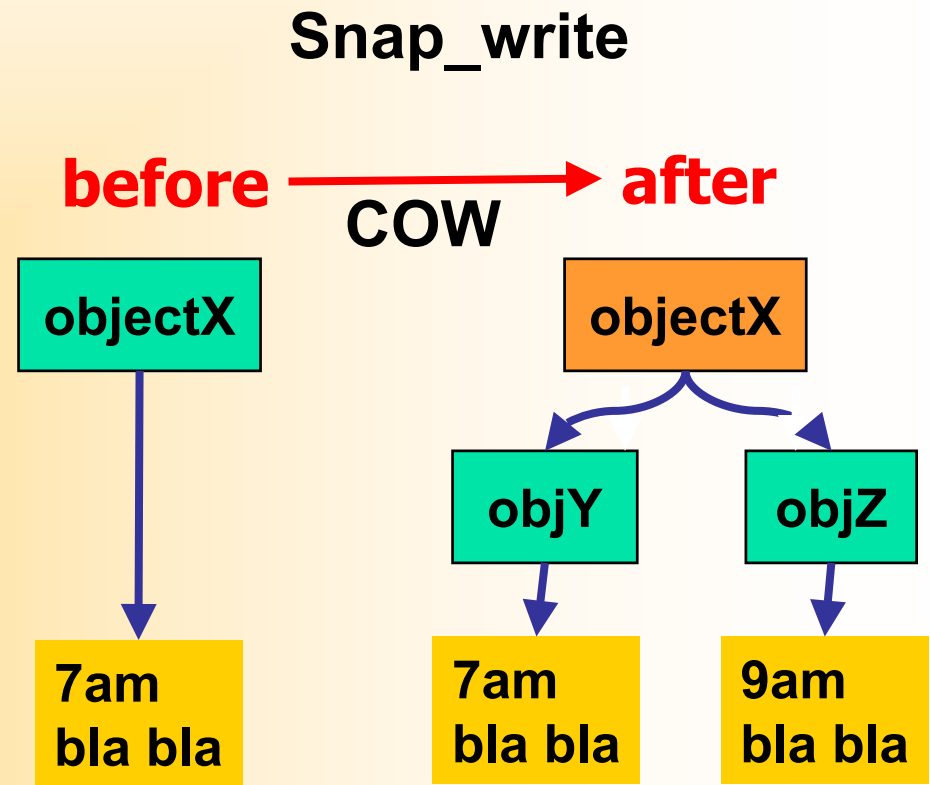 Snap_write
before
after
COW
objectX
objectX
objY
objZ
7am
bla bla
7am
bla bla
9am
bla bla